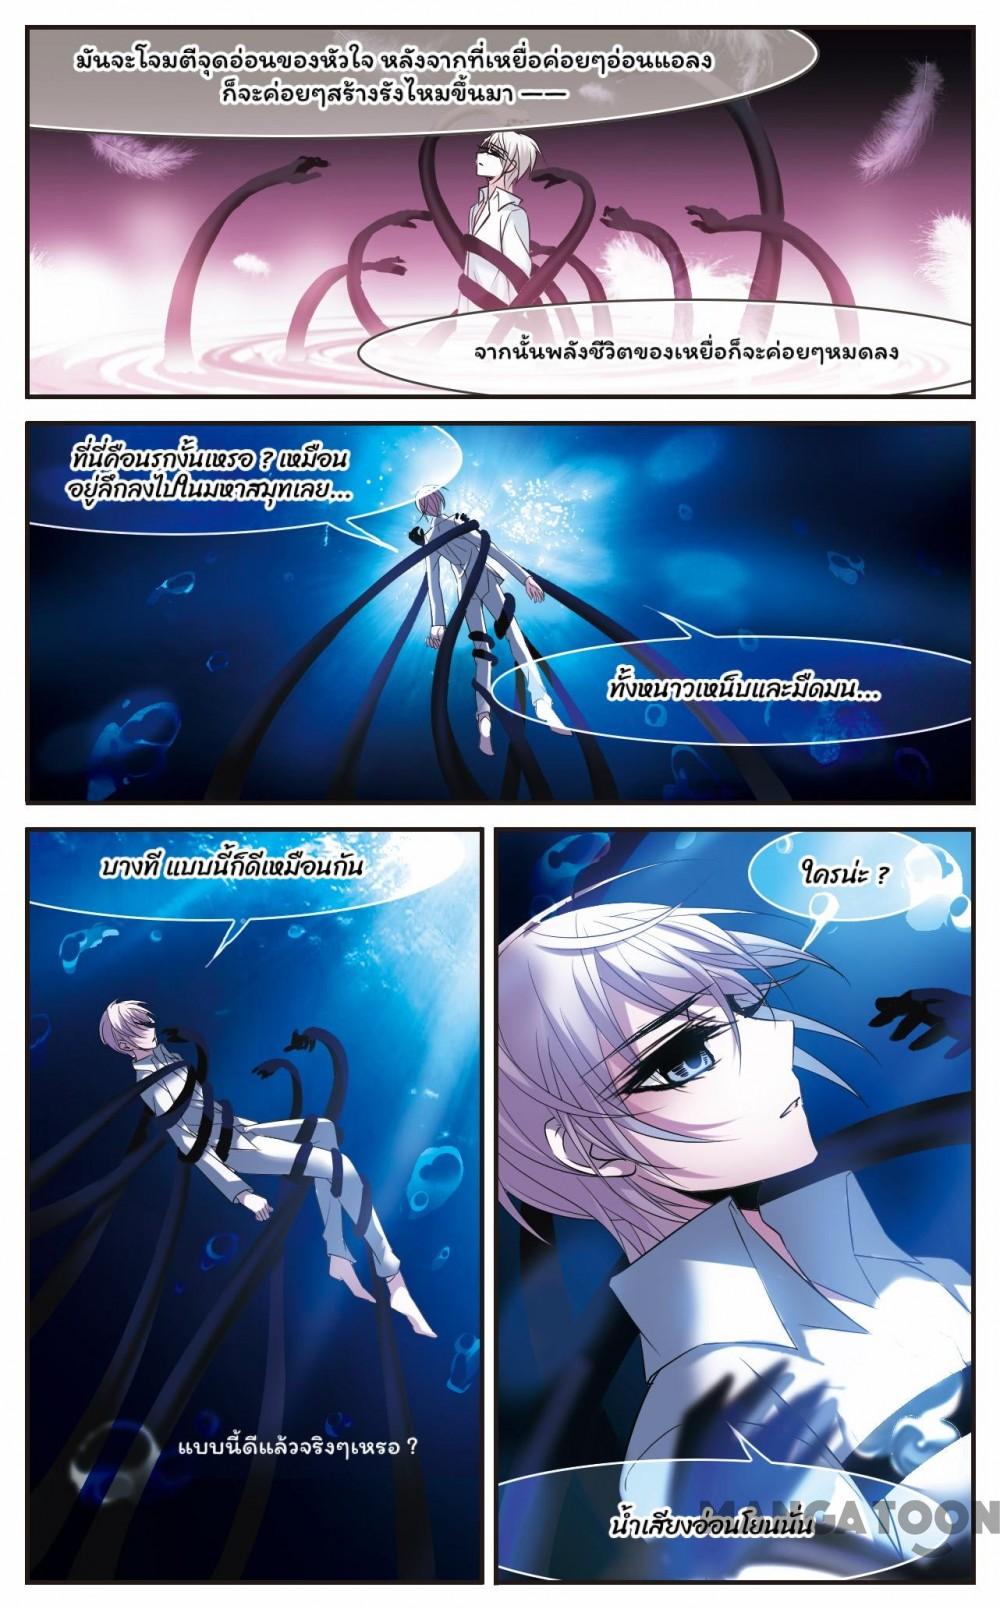 มันจะโจมตีจุดอ่อนของหัวใจ หลังจากที่เหยื่อค่อยๆอ่อนแอลง
ก็จะค่อยๆสร้างรังไหมขึ้นมา ——
จากนั้นพลังชีวิตของเหยื่อก็จะค่อยๆหมดลง
ที่นี่คือนรกงั้นเหรอ ? เหมือน
อยู่ลึกลงไปในมหาสมุทเลย...
ทั้งหนาวเหน็บและมืดมน...
บางที แบบนี้ก็ดีเหมือนกัน
แบบนี้ดีแล้วจริงๆเหรอ ?
ใครน่ะ ?
น้ำเสียงอ่อนโยนนั่น
MANGATOON